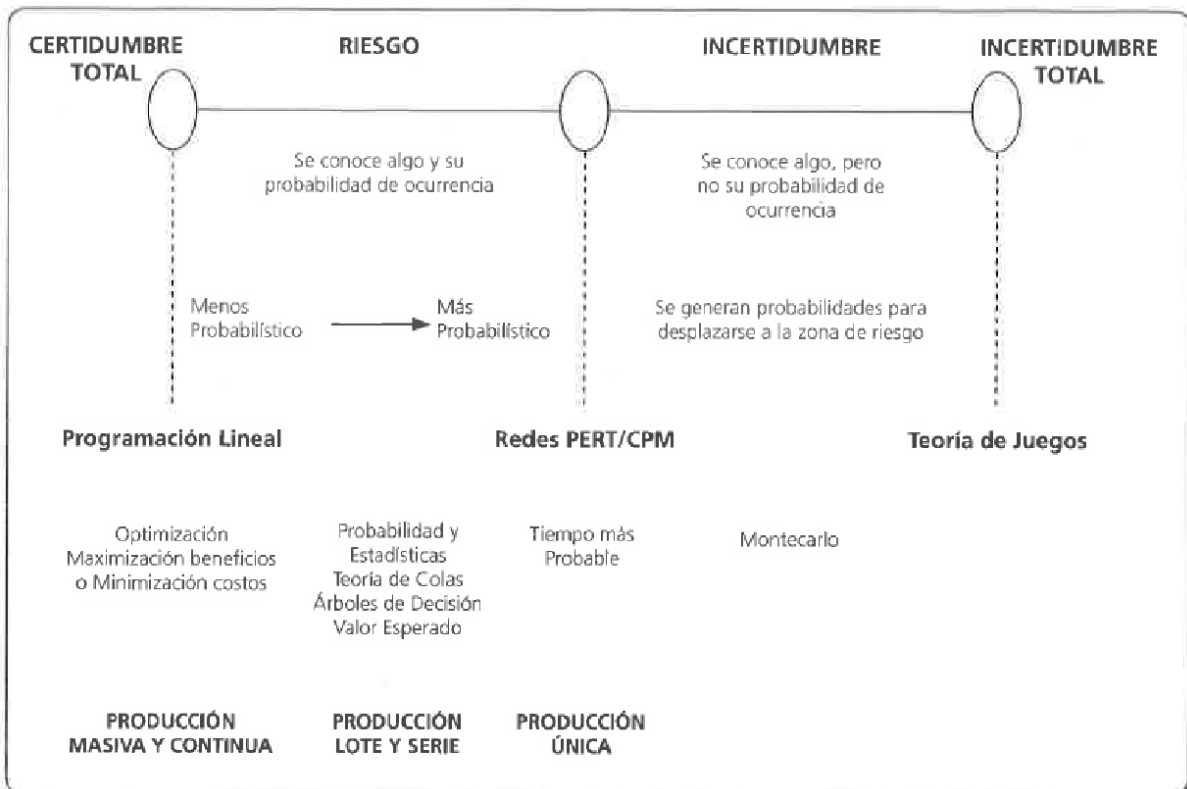 CERTIDUMBRE
TOTAL
RIESGO
INCERTIDUMBRE
INCERTIDUMBRE
TOTAL
Se conoce algo y su
probabilidad de ocurrencia
Se conoce algo, pero
no su probabilidad de
ocurrencia
Menos
Probabilístico
Más
Probabilístico
Se generan probabilidades para
desplazarse a la zona de riesgo
Programación Lineal
Redes PERT/CPM
Teoría de Juegos
Optimización
Maximización beneficios
o Minimización costos
Probabilidad y
Estadísticas
Teoría de Colas
Árboles de Decisión
Valor Esperado
Tiempo más
Probable
Montecarlo
PRODUCCIÓN
MASIVA Y CONTINUA
PRODUCCIÓN
LOTE Y SERIE
PRODUCCIÓN
ÚNICA